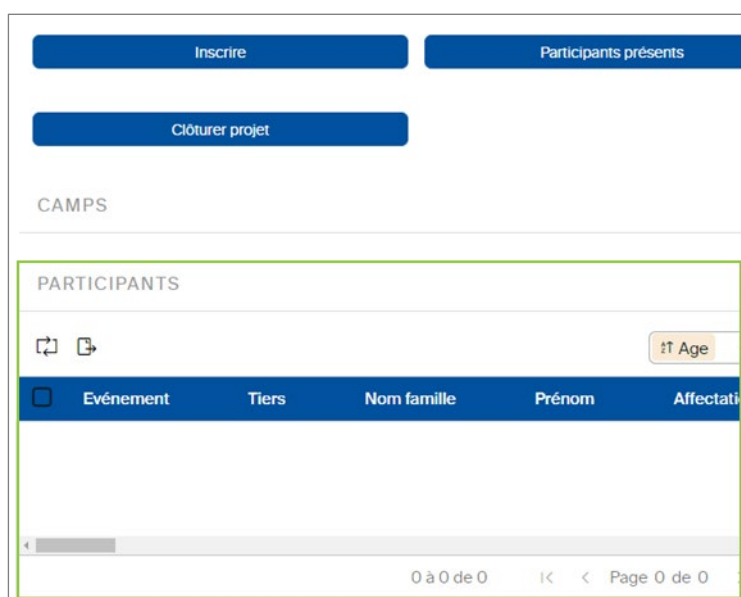 Inscrire Participants présents
Clôturer projet
CAMPS
PARTICIPANTS
Age
Evénement Tiers Nom famille Prénom Affectati
0 à 0 de 0 Page 0 de 0